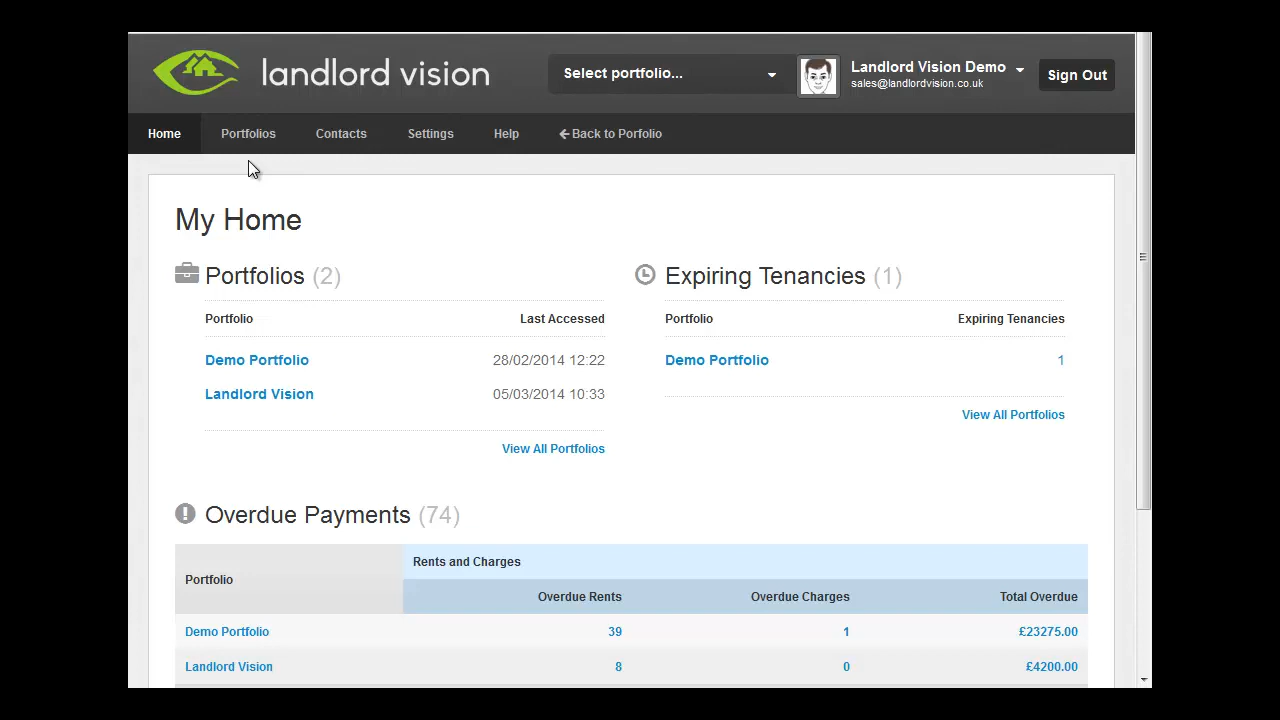 landlord vision
Select portfolio...
Landlord Vision Demo
sales@landlordvision.co.uk
Sign Out
Home Portfolios Contacts Settings Help Back to Porfolio
My Home
Portfolios (2)
Portfolio Last Accessed
Demo Portfolio 28/02/2014 12:22
Landlord Vision 05/03/2014 10:33
View All Portfolios
Expiring Tenancies (1)
Portfolio Expiring Tenancies
Demo Portfolio 1
View All Portfolios
Overdue Payments (74)
Portfolio
Rents and Charges
Overdue Rents Overdue Charges Total Overdue
Demo Portfolio 39 1 £23275.00
Landlord Vision 8 0 £4200.00